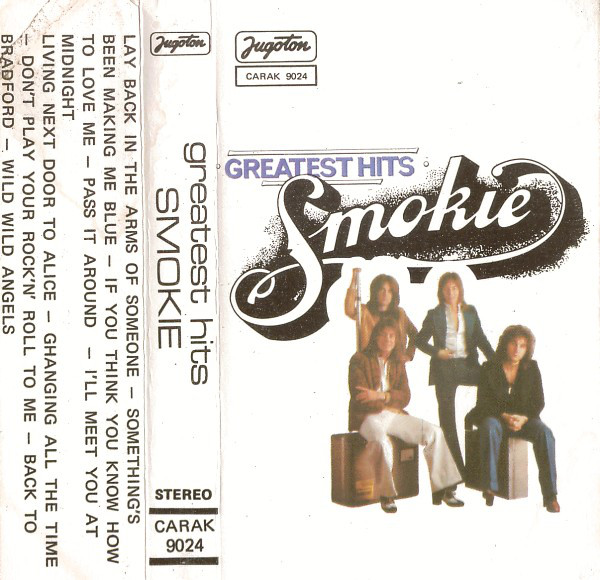 LAY BACK IN THE ARMS OF SOMEONE – SOMETHING'S
BEEN MAKING ME BLUE – IF YOU THINK YOU KNOW HOW
TO LOVE ME – PASS IT AROUND – I'LL MEET YOU AT
MIDNIGHT
LIVING NEXT DOOR TO ALICE – GHANGING ALL THE TIME
– DON'T PLAY YOUR ROCK'N' ROLL TO ME – BACK TO
BRADFORD – WILD WILD ANGELS
Jugoton
greatest hits
SMOKIE
STEREO
CARAK
9024
Jugoton
CARAK 9024
GREATEST HITS
Smokie